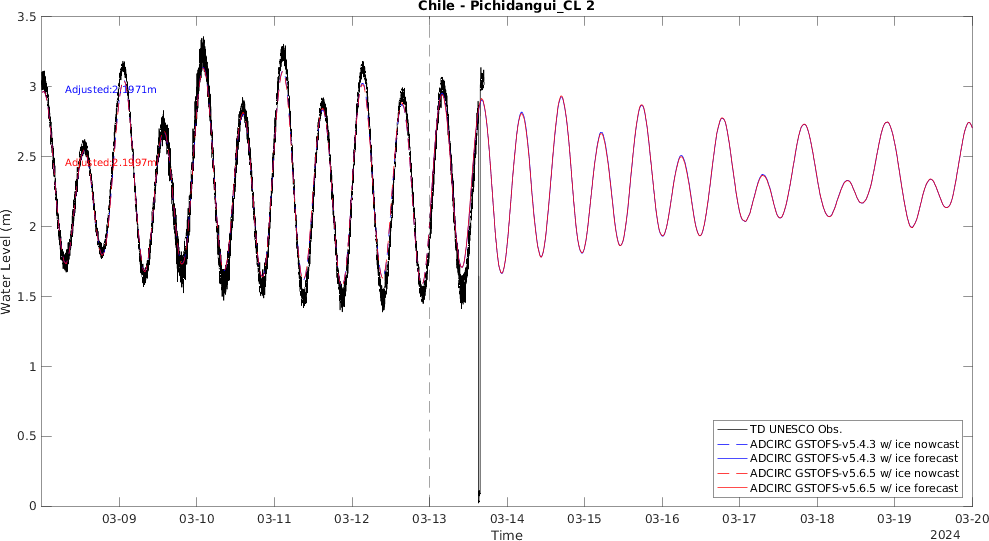 Chile - Pichidangui_CL 2
3.5
3
2.5
2
1.5
1
0.5
0
Water Level (m)
Adjusted:2.1971m
Adjusted:2.1997m
TD UNESCO Obs.
ADCIRC GSTOFS-v5.4.3 w/ ice nowcast
ADCIRC GSTOFS-v5.4.3 w/ ice forecast
ADCIRC GSTOFS-v5.6.5 w/ ice nowcast
ADCIRC GSTOFS-v5.6.5 w/ ice forecast
03-09 03-10 03-11 03-12 03-13 03-14 03-15 03-16 03-17 03-18 03-19 03-20
Time
2024